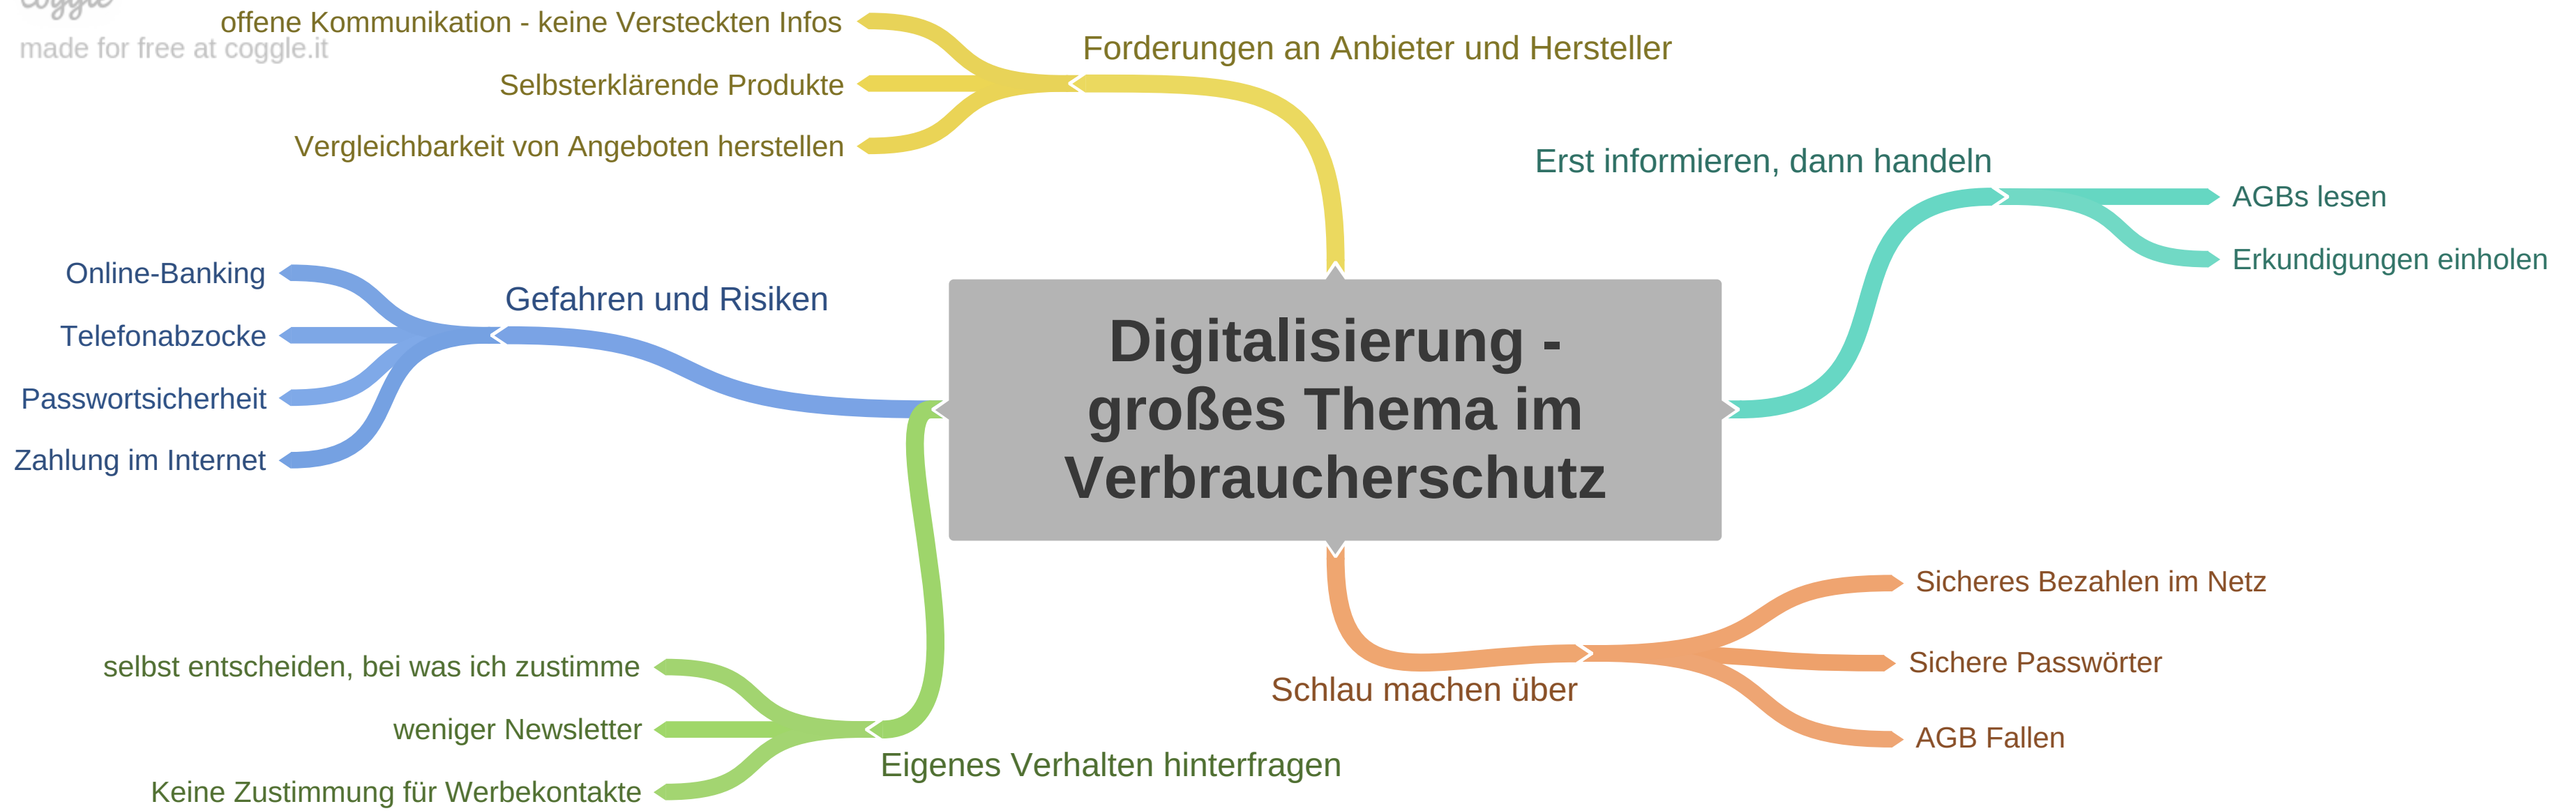 coggle
made for free at coggle.it
offene Kommunikation - keine Versteckten Infos
Selbsterklärende Produkte
Vergleichbarkeit von Angeboten herstellen
Forderungen an Anbieter und Hersteller
Erst informieren, dann handeln
AGBs lesen
Erkundigungen einholen
Online-Banking
Telefonabzocke
Passwortsicherheit
Zahlung im Internet
Gefahren und Risiken
Digitalisierung -
großes Thema im
Verbraucherschutz
Sicheres Bezahlen im Netz
Sichere Passwörter
AGB Fallen
Schlau machen über
selbst entscheiden, bei was ich zustimme
weniger Newsletter
Keine Zustimmung für Werbekontakte
Eigenes Verhalten hinterfragen